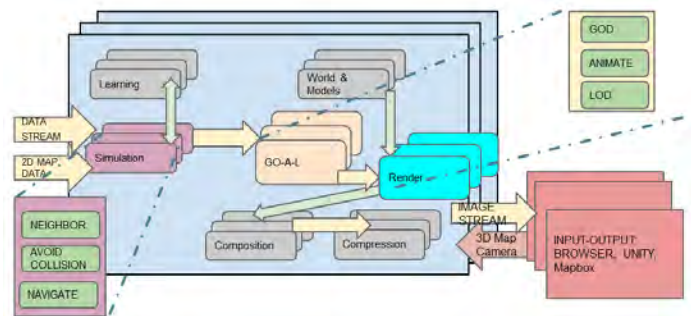 GOD
ANIMATE
LOD
Learning
World &
Models
DATA
STREAM
2D MAP
DATA
Simulation
GO-A-L
Render
NEIGHBOR
AVOID
COLLISION
NAVIGATE
Composition
Compression
IMAGE
STREAM
3D Map
Camera
INPUT-OUTPUT:
BROWSER, UNITY,
Mapbox